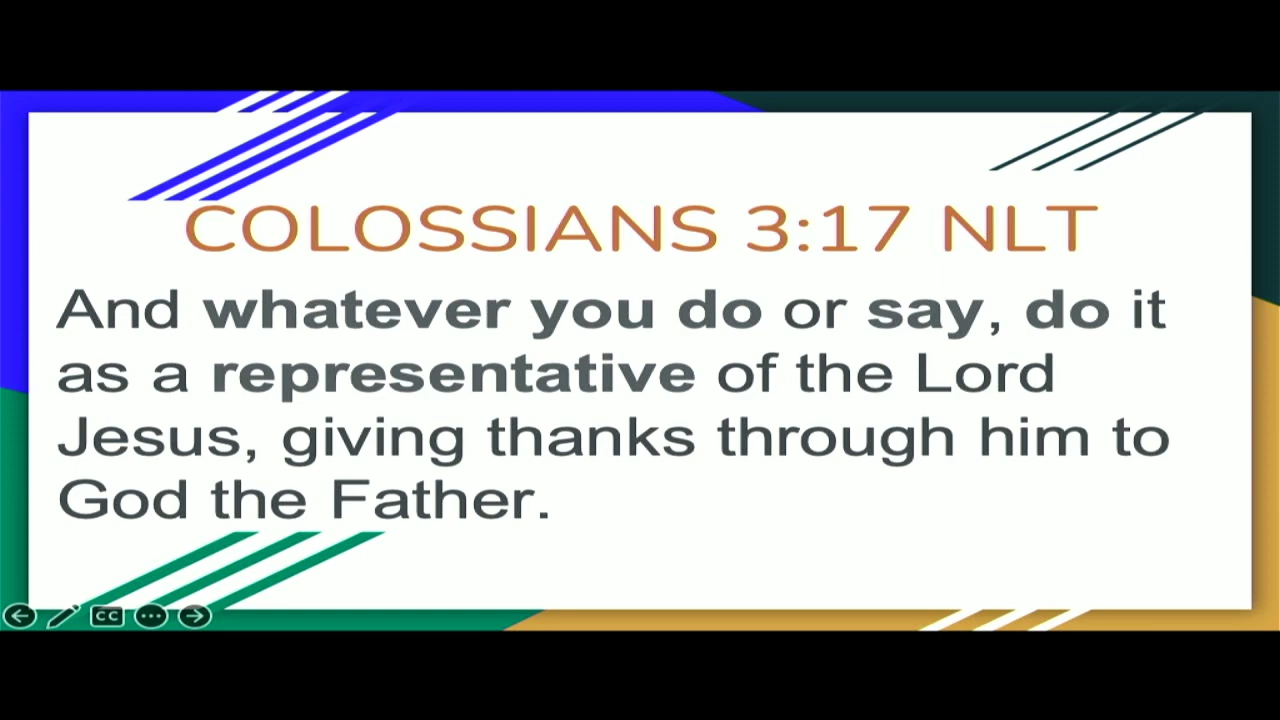 COLOSSIANS 3:17 NLT
And whatever you do or say, do it
as a representative of the Lord
Jesus, giving thanks through him to
God the Father.
CC